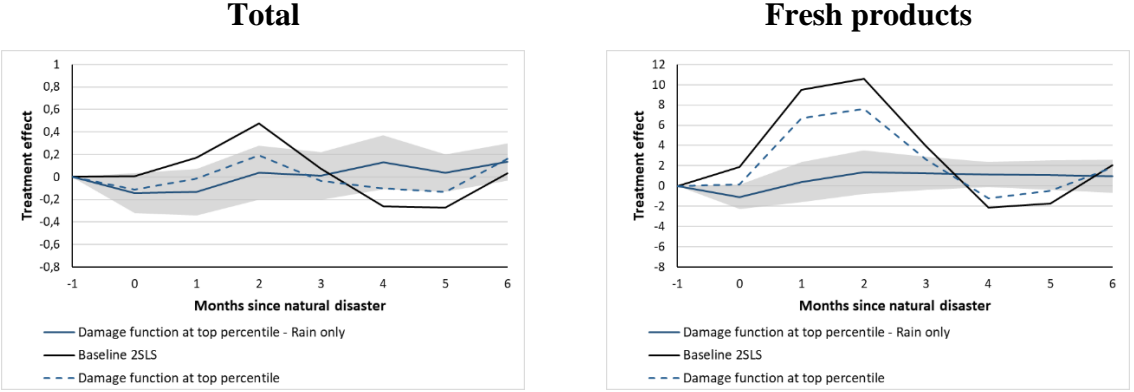 Total
1
0,8
0,6
0,4
0,2
0
-0,2
-0,4
-0,6
-0,8
Treatment effect
-1 0 1 2 3 4 5 6
Months since natural disaster
Damage function at top percentile - Rain only
Baseline 2SLS
Damage function at top percentile
Fresh products
12
10
8
6
4
2
0
-2
-4
-6
-8
Treatment effect
-1 0 1 2 3 4 5 6
Months since natural disaster
Damage function at top percentile - Rain only
Baseline 2SLS
Damage function at top percentile